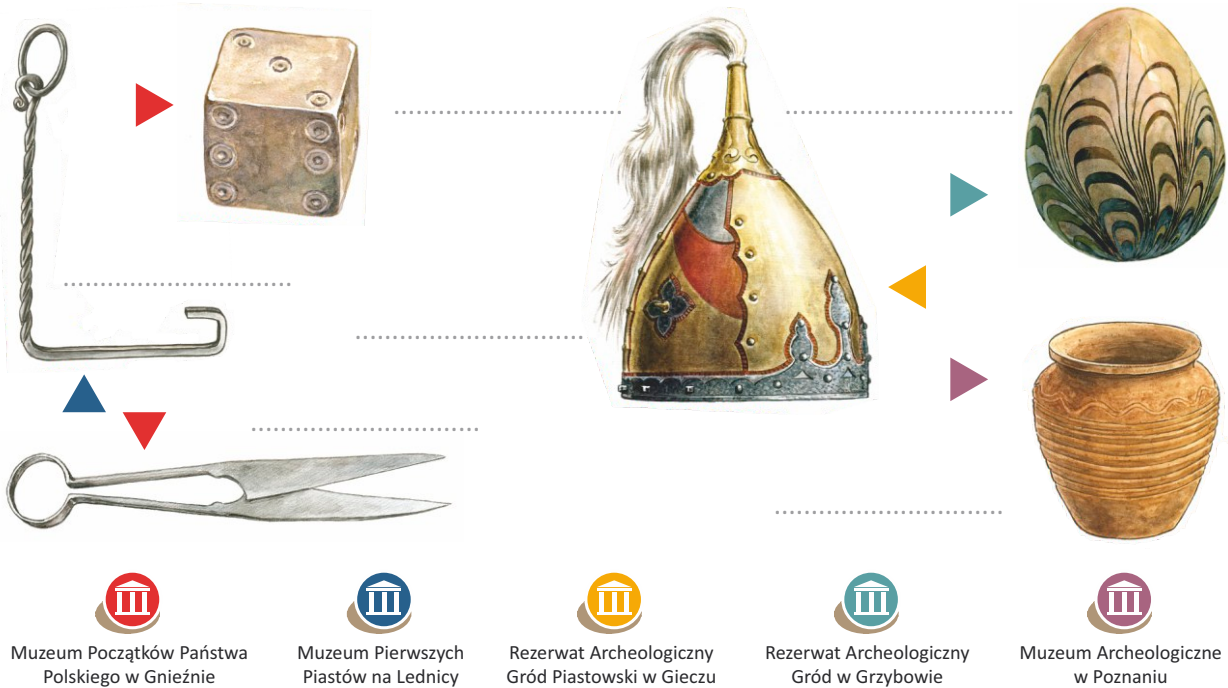 Muzeum Początków Państwa
Polskiego w Gnieźnie
Muzeum Pierwszych
Piastów na Lednicy
Rezerwat Archeologiczny
Gród Piastowski w Gieczu
Rezerwat Archeologiczny
Gród w Grzybowie
Muzeum Archeologiczne
w Poznaniu